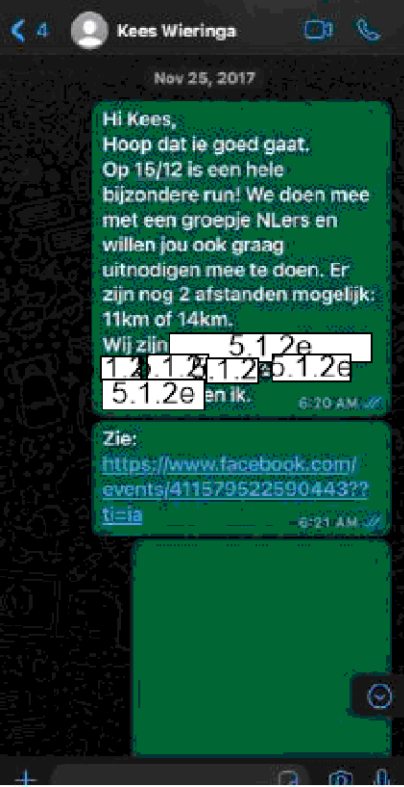 4
Kees Wieringa
Nov 25, 2017
Hi Kees,
Hoop dat ie goed gaat.
Op 15/12 is een hele
bijzondere run! We doen mee
met een groepje NLers en
willen jou ook graag
uitnodigen mee te doen. Er
zijn nog 2 afstanden mogelijk:
11km of 14km.
Wij zijn 5.1.2e
5.1.2e
5.1.2e en ik.
6:20 AM
Zie:
https://www.facebook.com/
events/411579522590443??
ti=ia
6:21 AM